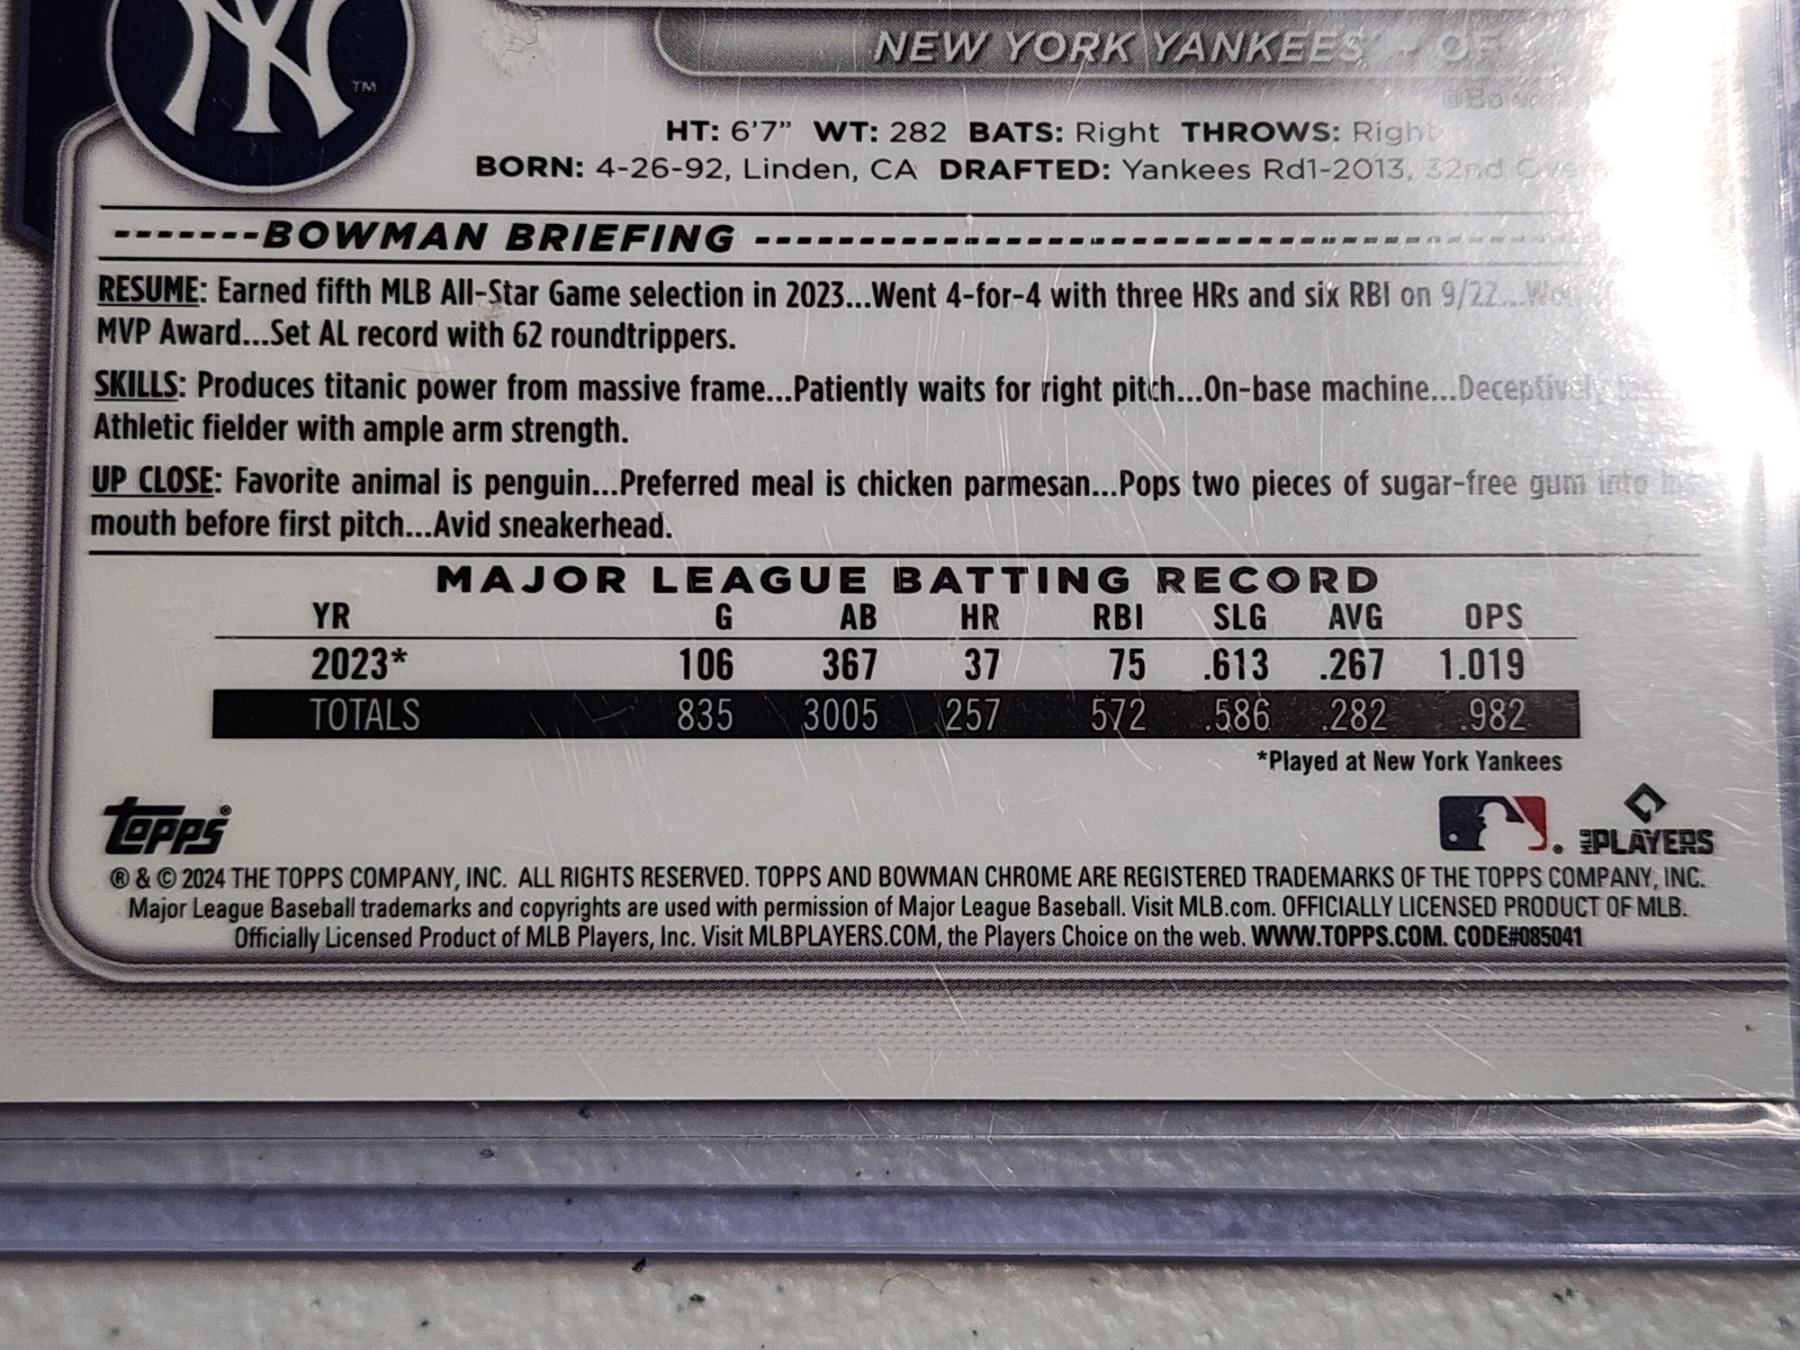 NY
TM
NEW YORK YANKEES - OF
HT: 6'7" WT: 282 BATS: Right THROWS: Right
BORN: 4-26-92, Linden, CA DRAFTED: Yankees Rd1-2013, 32nd
-------BOWMAN BRIEFING
RESUME: Earned fifth MLB All-Star Game selection in 2023...Went 4-for-4 with three HRs and six RBI on 9/22...
MVP Award...Set AL record with 62 roundtrippers.
SKILLS: Produces titanic power from massive frame...Patiently waits for right pitch...On-base machine...Deceptively
Athletic fielder with ample arm strength.
UP CLOSE: Favorite animal is penguin...Preferred meal is chicken parmesan...Pops two pieces of sugar-free gum into
mouth before first pitch...Avid sneakerhead.
MAJOR LEAGUE BATTING RECORD
YR G AB HR RBI SLG AVG OPS
2023* 106 367 37 75 .613 .267 1.019
TOTALS 835 3005 257 572 .586 .282 .982
*Played at New York Yankees
Topps®
MLB PLAYERS
® & © 2024 THE TOPPS COMPANY, INC. ALL RIGHTS RESERVED. TOPPS AND BOWMAN CHROME ARE REGISTERED TRADEMARKS OF THE TOPPS COMPANY, INC.
Major League Baseball trademarks and copyrights are used with permission of Major League Baseball. Visit MLB.com. OFFICIALLY LICENSED PRODUCT OF MLB.
Officially Licensed Product of MLB Players, Inc. Visit MLBPLAYERS.COM, the Players Choice on the web. WWW.TOPPS.COM. CODE#085041